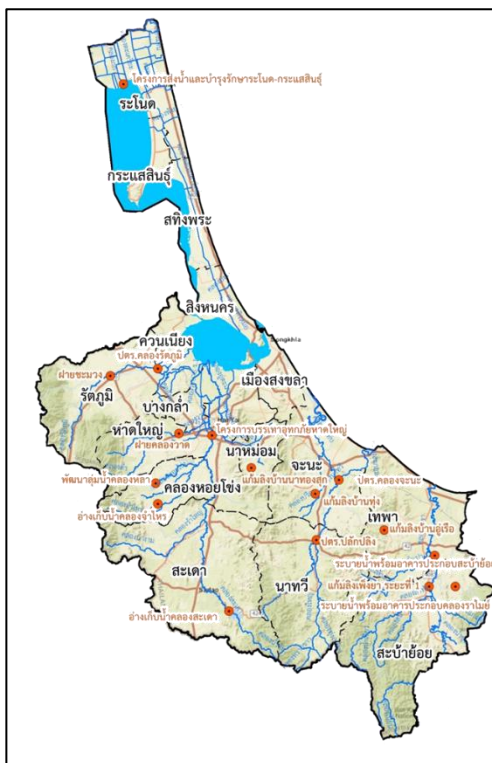 โครงการส่งน้ำและบำรุงรักษาระโนด-กระแสสินธุ์
ระโนด
กระแสสินธุ์
สทิงพระ
สิงหนคร
ควนเนียง
ปตร.คลองรัตภูมิ
ฝายชะมวง
รัตภูมิ
เมืองสงขลา
บางกล่ำ
หาดใหญ่
โครงการบรรเทาอุทกภัยหาดใหญ่
ฝายคลองวาด
นาหม่อม
จะนะ
แก้มลิงบ้านนาทองสุก
ปตร.คลองจะนะ
พัฒนาลุ่มน้ำคลองหลา
คลองหอยโข่ง
แก้มลิงบ้านทุ่ง
อ่างเก็บน้ำคลองจำไหร
เทพา
แก้มลิงบ้านอุเรือ
ปตร.ปลักปลิง
ระบายน้ำพร้อมอาคารประกอบสะบ้าย้อย
สะเดา
นาทวี
แก้มลิงเพ็งยา ระยะที่ 1
ระบายน้ำพร้อมอาคารประกอบคลองราไมย์
อ่างเก็บน้ำคลองสะเดา
สะบ้าย้อย